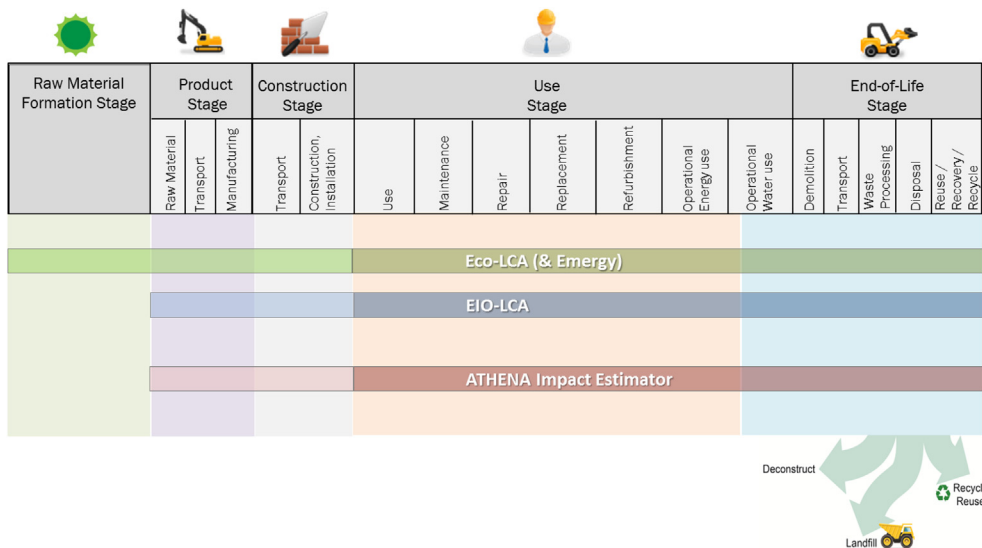 Raw Material
Formation Stage
Product
Stage
Construction
Stage
Use
Stage
End-of-Life
Stage
Raw Material
Transport
Manufacturing
Transport
Construction,
Installation
Use
Maintenance
Repair
Replacement
Refurbishment
Operational
Energy use
Operational
Water use
Demolition
Transport
Waste
Processing
Disposal
Reuse /
Recovery /
Recycle
Eco-LCA (& Emergy)
EIO-LCA
ATHENA Impact Estimator
Deconstruct
Recycl
Reuse
Landfill